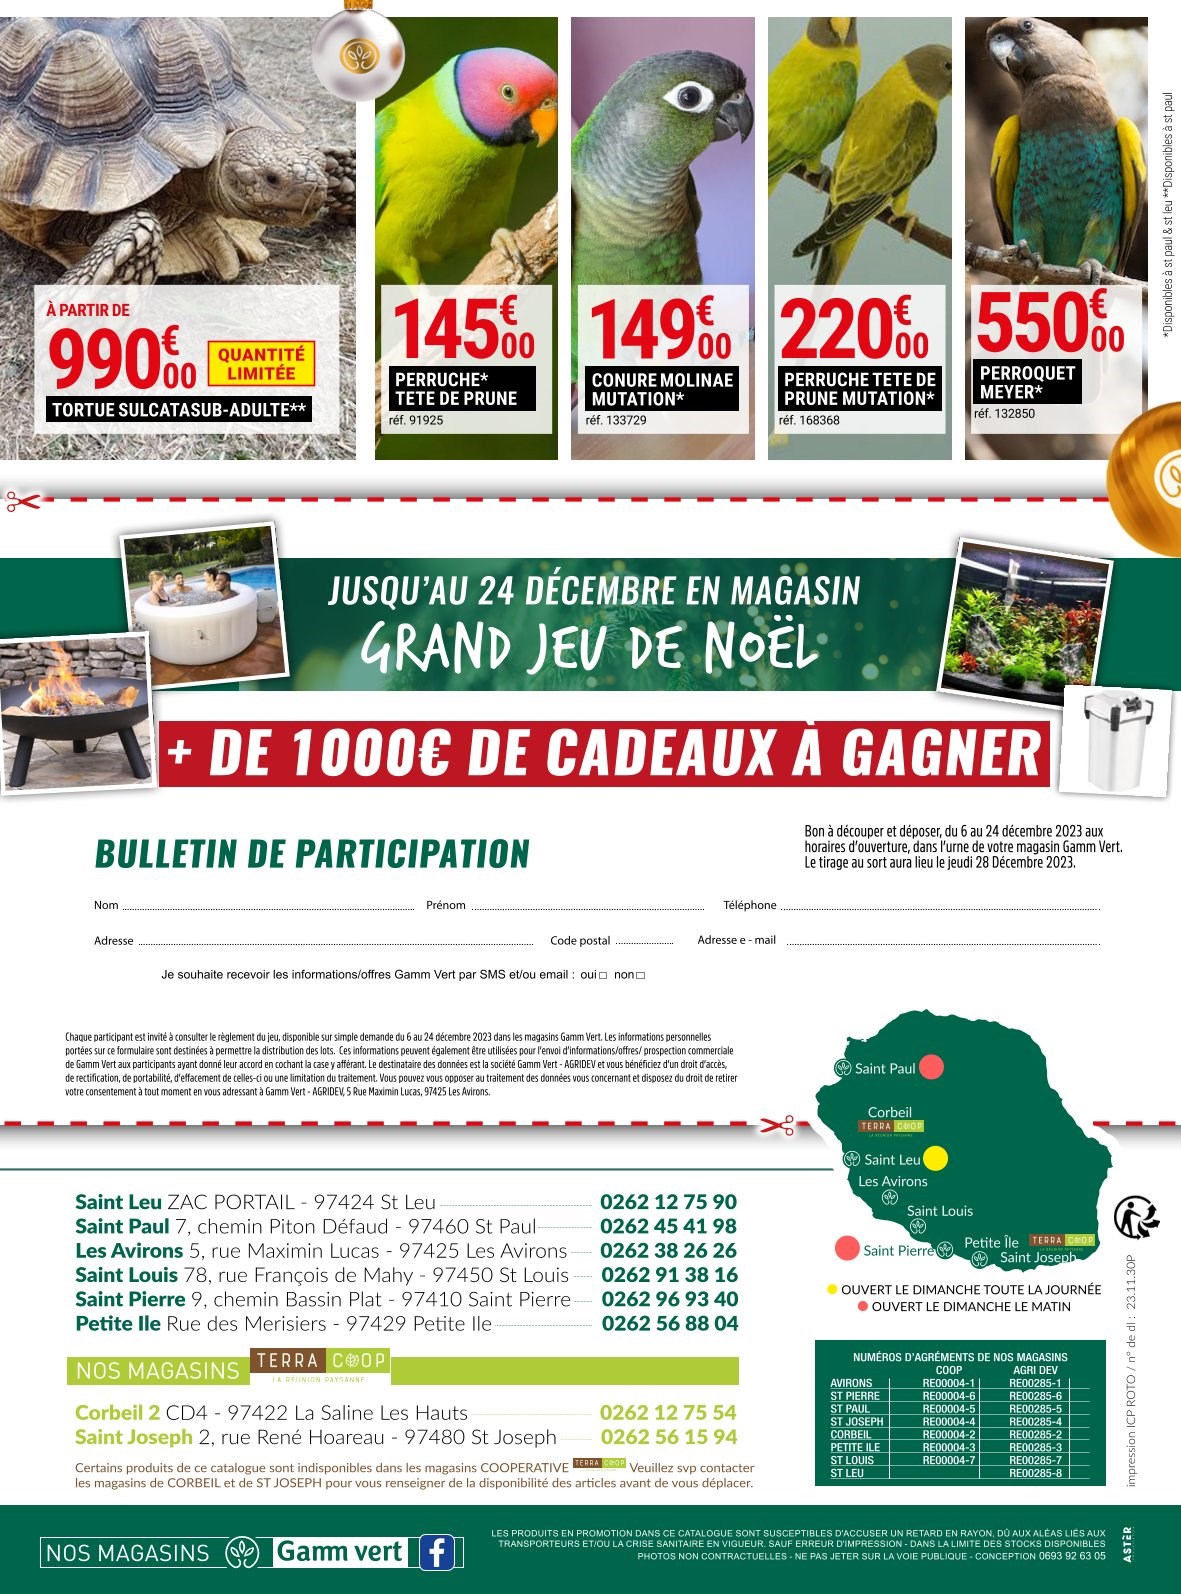 À PARTIR DE
990€00
QUANTITÉ
LIMITÉE
TORTUE SULCATASUB-ADULTE**
145€00
PERRUCHE*
TETE DE PRUNE
réf. 91925
149€00
CONURE MOLINAE
MUTATION*
réf. 133729
220€00
PERRUCHE TETE DE
PRUNE MUTATION*
réf. 168368
550€00
PERROQUET
MEYER*
réf. 132850
*Disponibles à st paul & st leu **Disponibles à st paul
JUSQU'AU 24 DÉCEMBRE EN MAGASIN
GRAND JEU DE NOËL
+ DE 1000€ DE CADEAUX À GAGNER
BULLETIN DE PARTICIPATION
Bon à découper et déposer, du 6 au 24 décembre 2023 aux
horaires d'ouverture, dans l'urne de votre magasin Gamm Vert.
Le tirage au sort aura lieu le jeudi 28 Décembre 2023.
Nom Prénom Téléphone
Adresse Code postal Adresse e - mail
Je souhaite recevoir les informations/offres Gamm Vert par SMS et/ou email : oui □ non □
Chaque participant est invité à consulter le règlement du jeu, disponible sur simple demande du 6 au 24 décembre 2023 dans les magasins Gamm Vert. Les informations personnelles
portées sur ce formulaire sont destinées à permettre la distribution des lots. Ces informations peuvent également être utilisées pour l'envoi d'informations/offres/ prospection commerciale
de Gamm Vert aux participants ayant donné leur accord en cochant la case y afférant. Le destinataire des données est la société Gamm Vert - AGRIDEV et vous bénéficiez d'un droit d'accès,
de rectification, de portabilité, d'effacement de celles-ci ou une limitation du traitement. Vous pouvez vous opposer au traitement des données vous concernant et disposez du droit de retirer
votre consentement à tout moment en vous adressant à Gamm Vert - AGRIDEV, 5 Rue Maximin Lucas, 97425 Les Avirons.
Saint Paul
Corbeil
TERRA COOP
LA RÉUNION PAYSANNE
Saint Leu
Les Avirons
Saint Louis
Petite Île
TERRA COOP
LA RÉUNION PAYSANNE
Saint Pierre
Saint Joseph
OUVERT LE DIMANCHE TOUTE LA JOURNÉE
OUVERT LE DIMANCHE LE MATIN
Saint Leu ZAC PORTAIL - 97424 St Leu 0262 12 75 90
Saint Paul 7, chemin Piton Défaud - 97460 St Paul 0262 45 41 98
Les Avirons 5, rue Maximin Lucas - 97425 Les Avirons 0262 38 26 26
Saint Louis 78, rue François de Mahy - 97450 St Louis 0262 91 38 16
Saint Pierre 9, chemin Bassin Plat - 97410 Saint Pierre 0262 96 93 40
Petite Ile Rue des Merisiers - 97429 Petite Ile 0262 56 88 04
NOS MAGASINS TERRA COOP
LA RÉUNION PAYSANNE
Corbeil 2 CD4 - 97422 La Saline Les Hauts 0262 12 75 54
Saint Joseph 2, rue René Hoareau - 97480 St Joseph 0262 56 15 94
Certains produits de ce catalogue sont indisponibles dans les magasins COOPERATIVE TERRA COOP Veuillez svp contacter
les magasins de CORBEIL et de ST JOSEPH pour vous renseigner de la disponibilité des articles avant de vous déplacer.
NUMÉROS D'AGRÉMENTS DE NOS MAGASINS
COOP AGRI DEV
AVIRONS RE00004-1 RE00285-1
ST PIERRE RE00004-6 RE00285-6
ST PAUL RE00004-5 RE00285-5
ST JOSEPH RE00004-4 RE00285-4
CORBEIL RE00004-2 RE00285-2
PETITE ILE RE00004-3 RE00285-3
ST LOUIS RE00004-7 RE00285-7
ST LEU RE00285-8
impression ICP ROTO / n° de dl : 23.11.30P
NOS MAGASINS Gamm vert f
LES PRODUITS EN PROMOTION DANS CE CATALOGUE SONT SUSCEPTIBLES D'ACCUSER UN RETARD EN RAYON, DÛ AUX ALÉAS LIÉS AUX
TRANSPORTEURS ET/OU LA CRISE SANITAIRE EN VIGUEUR. SAUF ERREUR D'IMPRESSION - DANS LA LIMITE DES STOCKS DISPONIBLES
PHOTOS NON CONTRACTUELLES - NE PAS JETER SUR LA VOIE PUBLIQUE - CONCEPTION 0693 92 63 05
ASTÈR